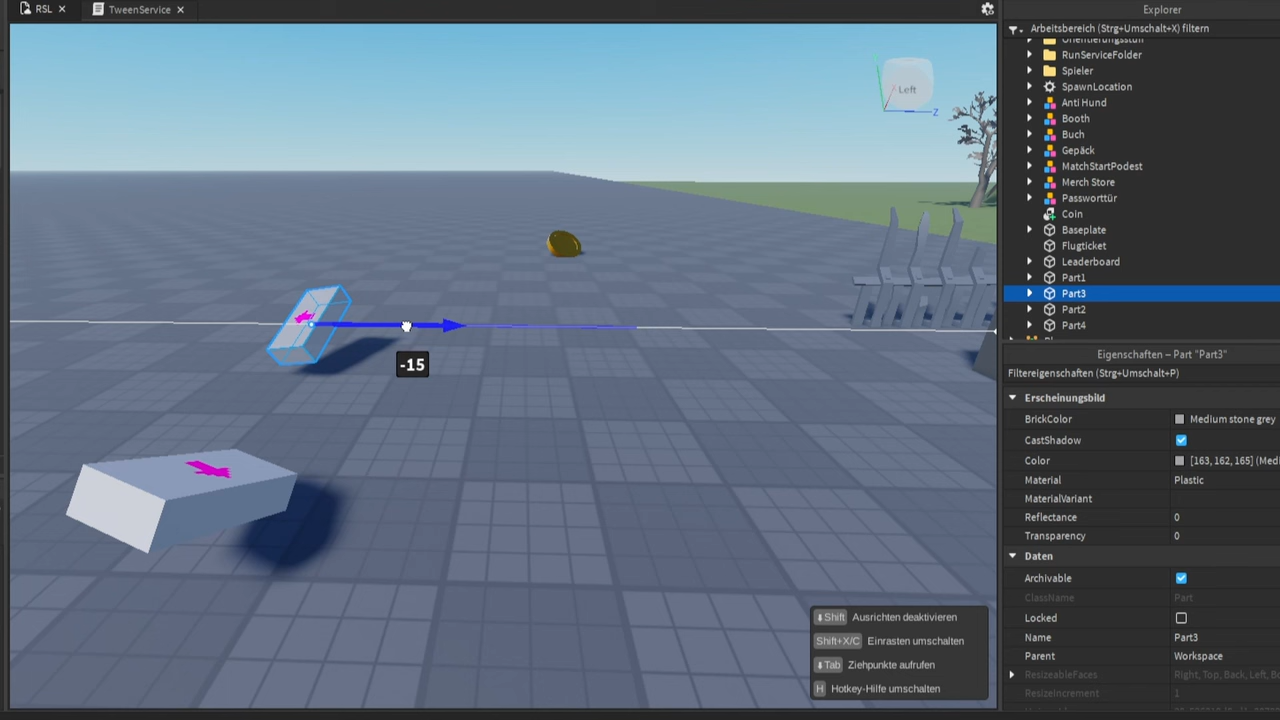 RSL
TweenService
Explorer
Arbeitsbereich (Strg+Umschalt+X) filtern
Orientierungsstuff
RunServiceFolder
Spieler
SpawnLocation
Anti Hund
Booth
Buch
Gepäck
MatchStartPodest
Merch Store
Passworttür
Coin
Baseplate
Flugticket
Leaderboard
Part1
Part3
Part2
Part4
Left
Z
-15
Shift Ausrichten deaktivieren
Shift+X/C Einrasten umschalten
Tab Ziehpunkte aufrufen
H Hotkey-Hilfe umschalten
Eigenschaften – Part "Part3"
Filtereigenschaften (Strg+Umschalt+P)
Erscheinungsbild
BrickColor Medium stone grey
CastShadow
Color [163, 162, 165] (Medi
Material Plastic
MaterialVariant
Reflectance 0
Transparency 0
Daten
Archivable
ClassName Part
Locked
Name Part3
Parent Workspace
ResizeableFaces Right, Top, Back, Left, Bo
ResizeIncrement 1